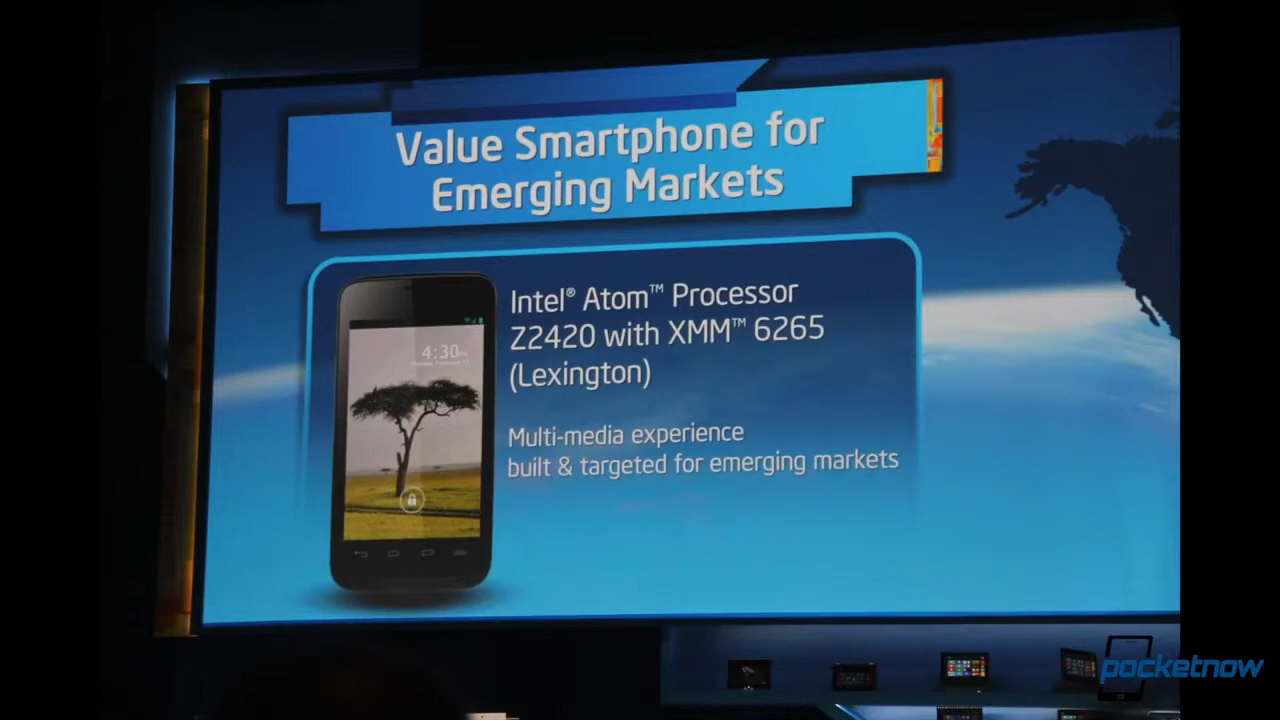 Value Smartphone for
Emerging Markets
Intel® Atom™ Processor
Z2420 with XMM™ 6265
(Lexington)
Multi-media experience
built & targeted for emerging markets
4:30
pocketnow